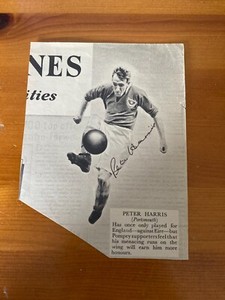 NES
ities
Peter Harris
PETER HARRIS
(Portsmouth)
Has once only played for
England—against Eire—but
Pompey supporters feel that
his menacing runs on the
wing will earn him more
honours.